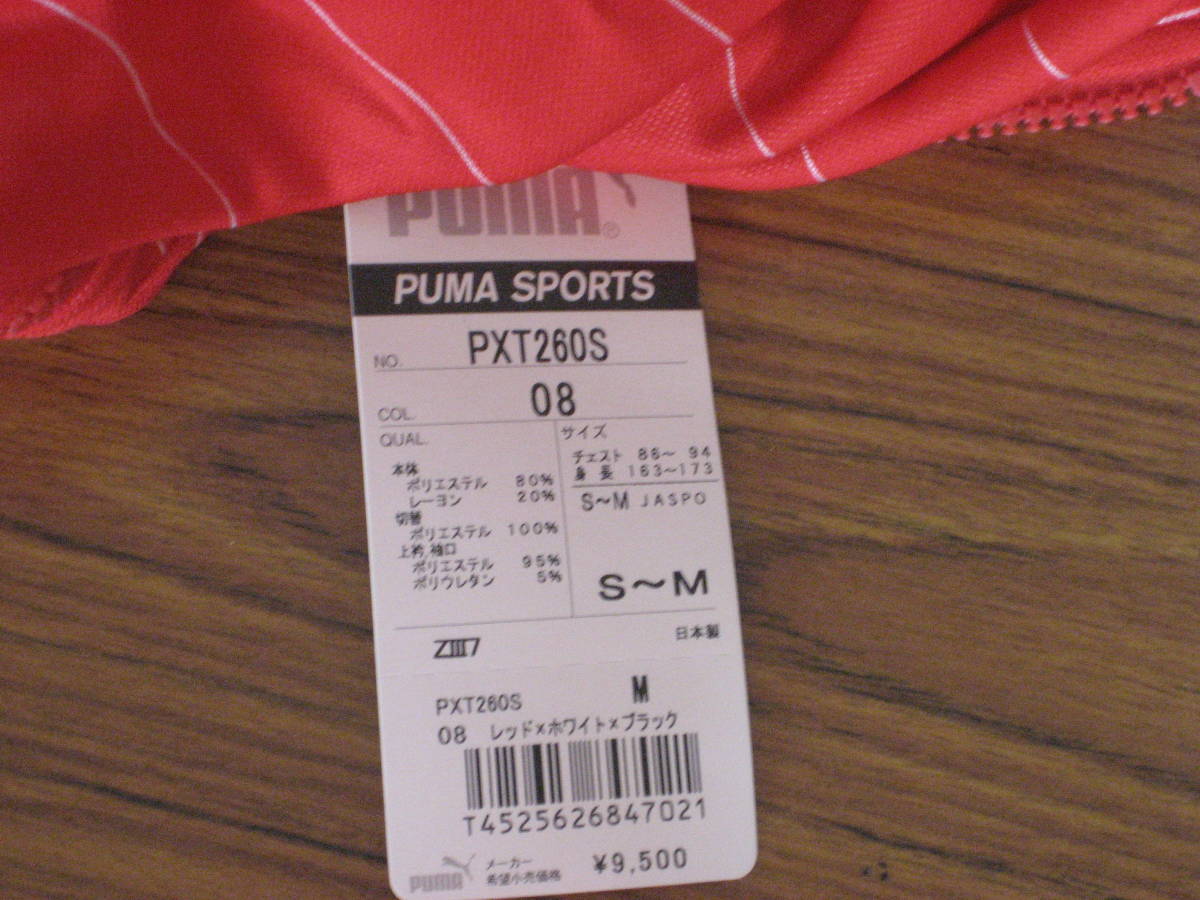 PUMA®
PUMA SPORTS
NO. PXT260S
COL. 08
QUAL.
本体
ポリエステル 80%
レーヨン 20%
切替
ポリエステル 100%
上衿,袖口
ポリエステル 95%
ポリウレタン 5%
サイズ
チェスト 86〜 94
身 長 163〜173
S〜M JASPO
S〜M
ZⅢ7
日本製
PXT260S M
08 レッド×ホワイト×ブラック
T4525626847021
PUMA メーカー
希望小売価格 ¥9,500